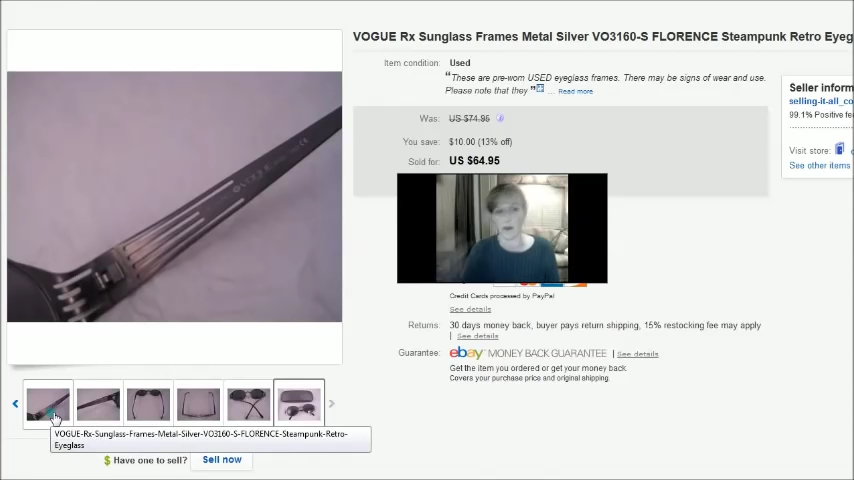 VOGUE Rx Sunglass Frames Metal Silver VO3160-S FLORENCE Steampunk Retro Eyeg
Item condition: Used
“These are pre-worn USED eyeglass frames. There may be signs of wear and use.
Please note that they ” ... Read more
Was: US $74.95
You save: $10.00 (13% off)
Sold for: US $64.95
Credit Cards processed by PayPal
See details
Returns: 30 days money back, buyer pays return shipping, 15% restocking fee may apply
| See details
Guarantee: ebay MONEY BACK GUARANTEE | See details
Get the item you ordered or get your money back.
Covers your purchase price and original shipping.
Seller inform
selling-it-all_co
99.1% Positive fe
Visit store:
See other items
VOGUE-Rx-Sunglass-Frames-Metal-Silver-VO3160-S-FLORENCE-Steampunk-Retro-
Eyeglass
$ Have one to sell? Sell now